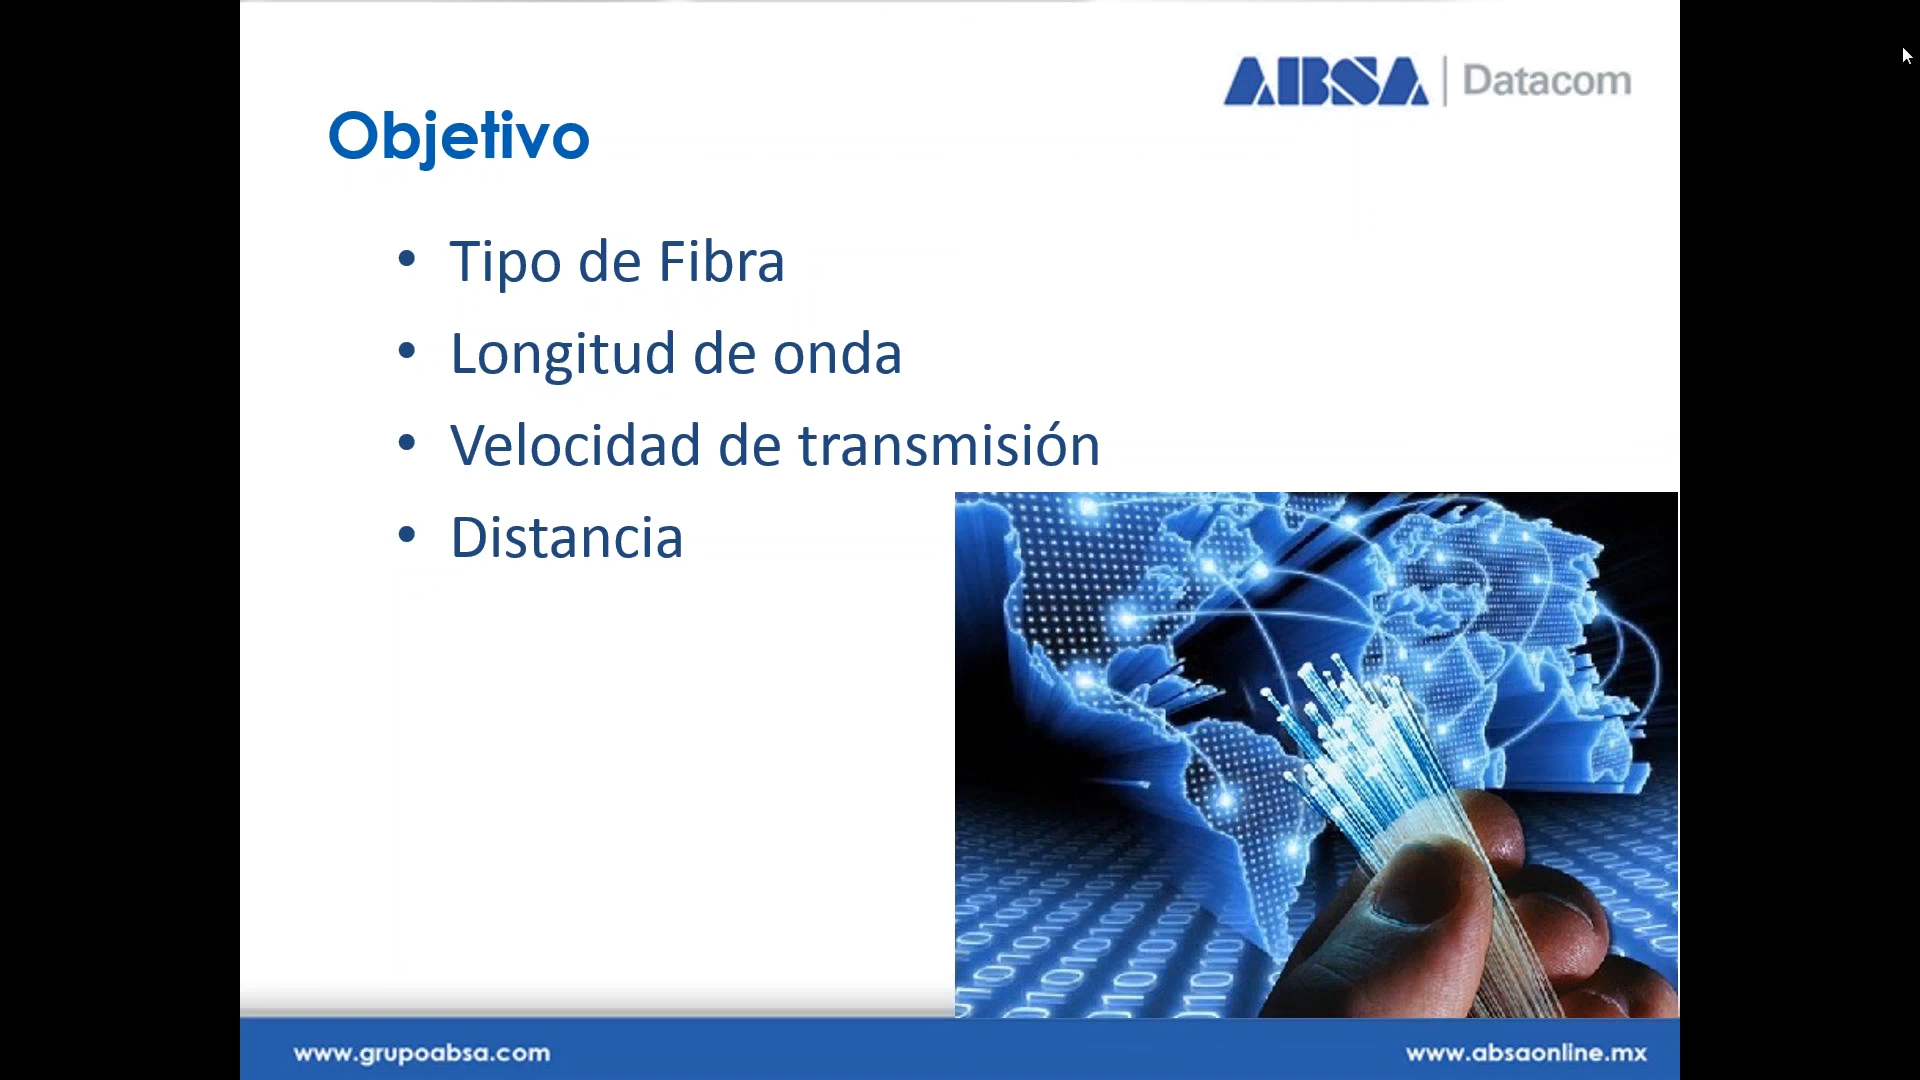 ABSA | Datacom
Objetivo
• Tipo de Fibra
• Longitud de onda
• Velocidad de transmisión
• Distancia
www.grupoabsa.com
www.absaonline.mx